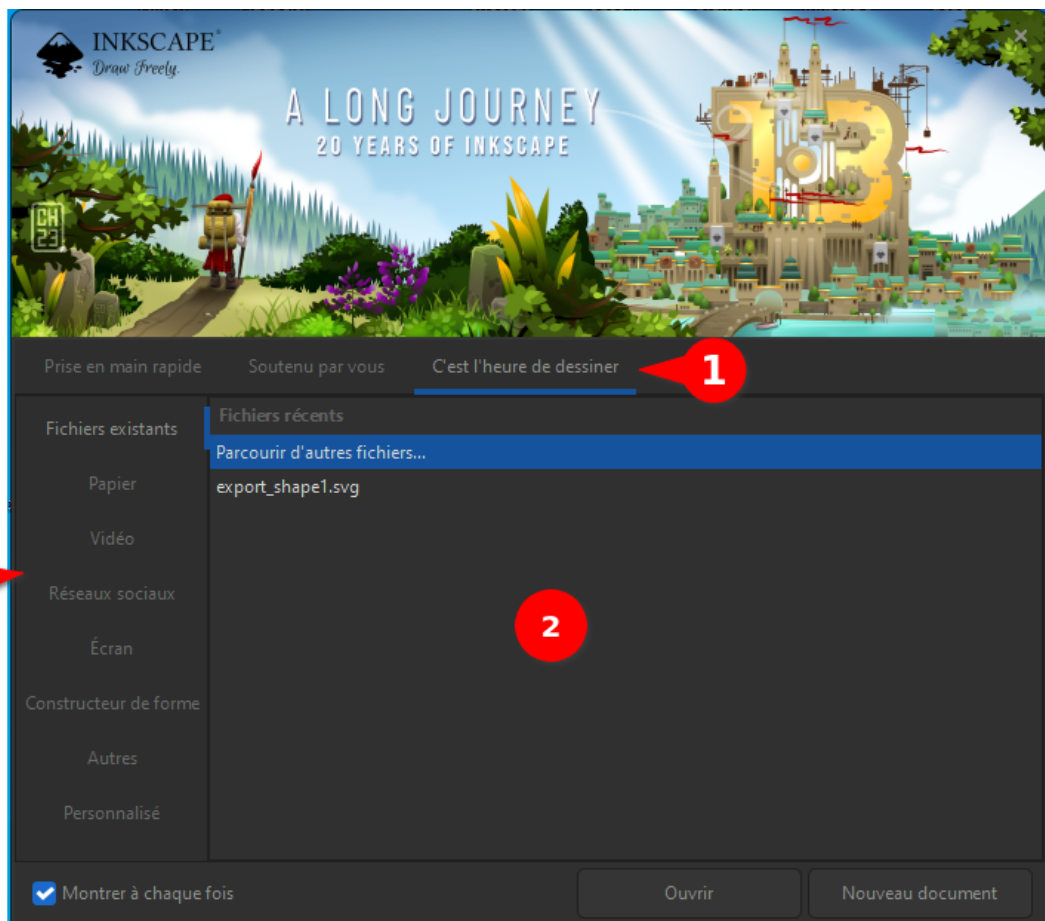 INKSCAPE®
Draw Freely.
A LONG JOURNEY
20 YEARS OF INKSCAPE
CH
23
Prise en main rapide
Soutenu par vous
C'est l'heure de dessiner
1
Fichiers existants
Papier
Vidéo
Réseaux sociaux
Écran
Constructeur de forme
Autres
Personnalisé
Fichiers récents
Parcourir d'autres fichiers...
export_shape1.svg
2
Montrer à chaque fois
Ouvrir
Nouveau document